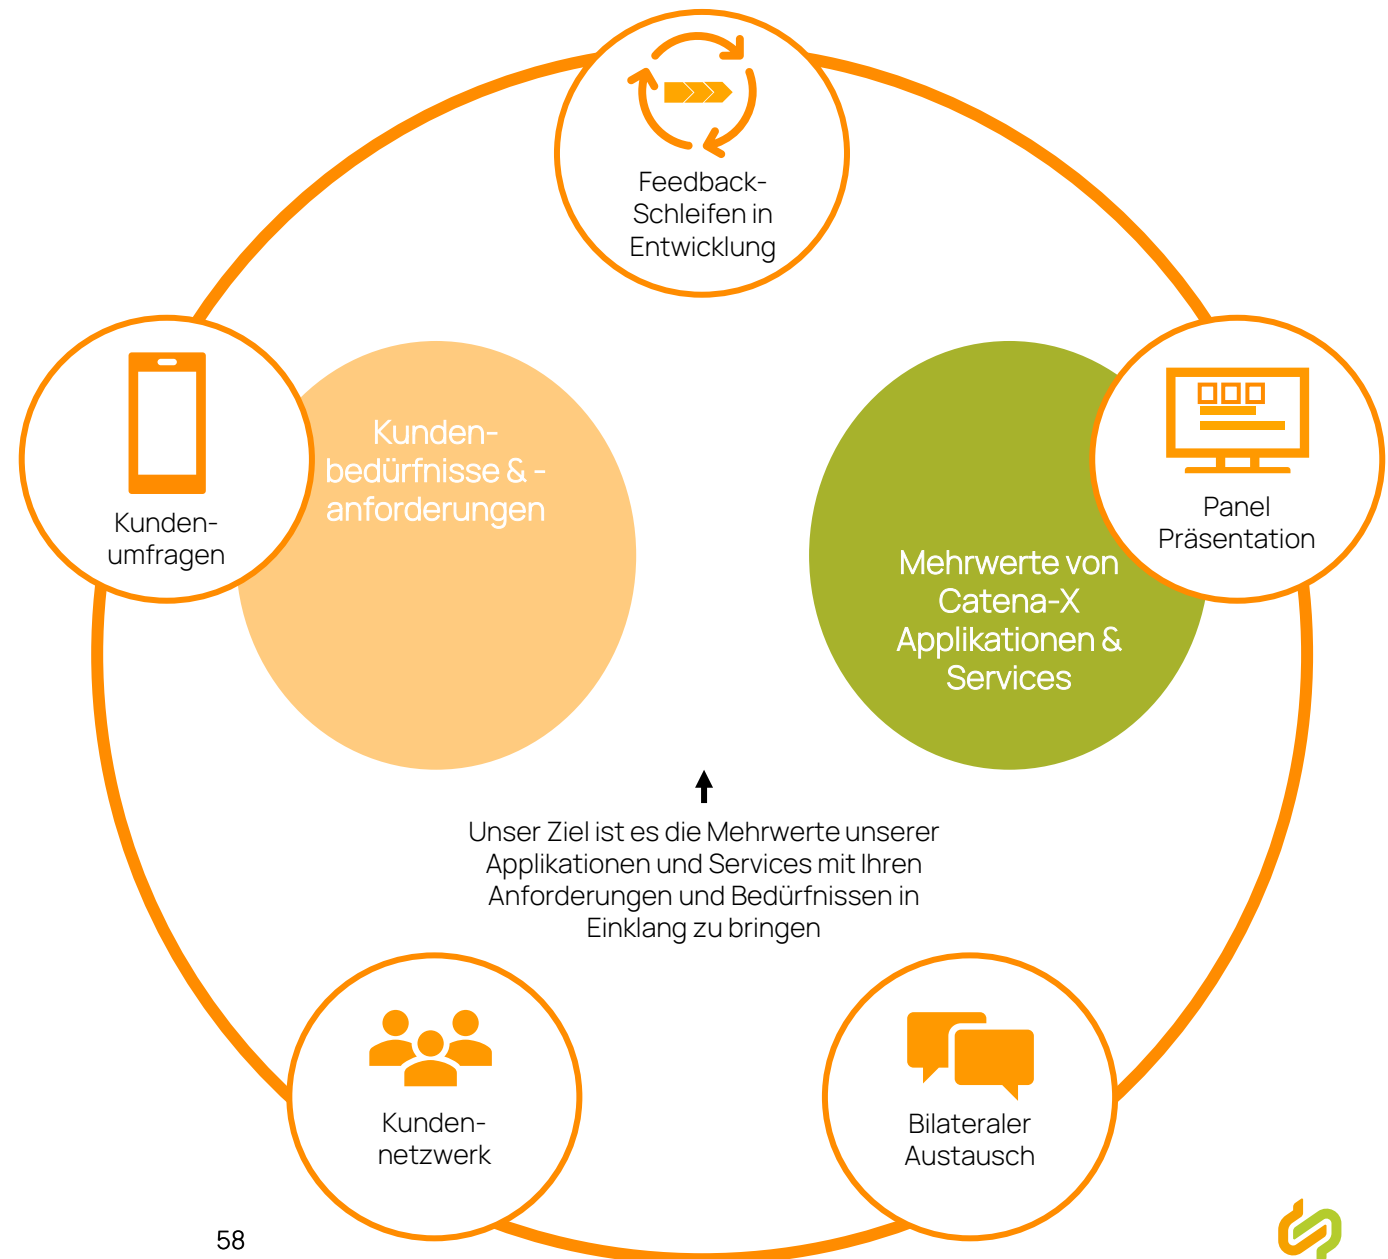 Feedback-
Schleifen in
Entwicklung
Kunden-
umfragen
Kunden-
bedürfnisse & -
anforderungen
Mehrwerte von
Catena-X
Applikationen &
Services
Panel
Präsentation
Unser Ziel ist es die Mehrwerte unserer
Applikationen und Services mit Ihren
Anforderungen und Bedürfnissen in
Einklang zu bringen
Kunden-
netzwerk
Bilateraler
Austausch
58